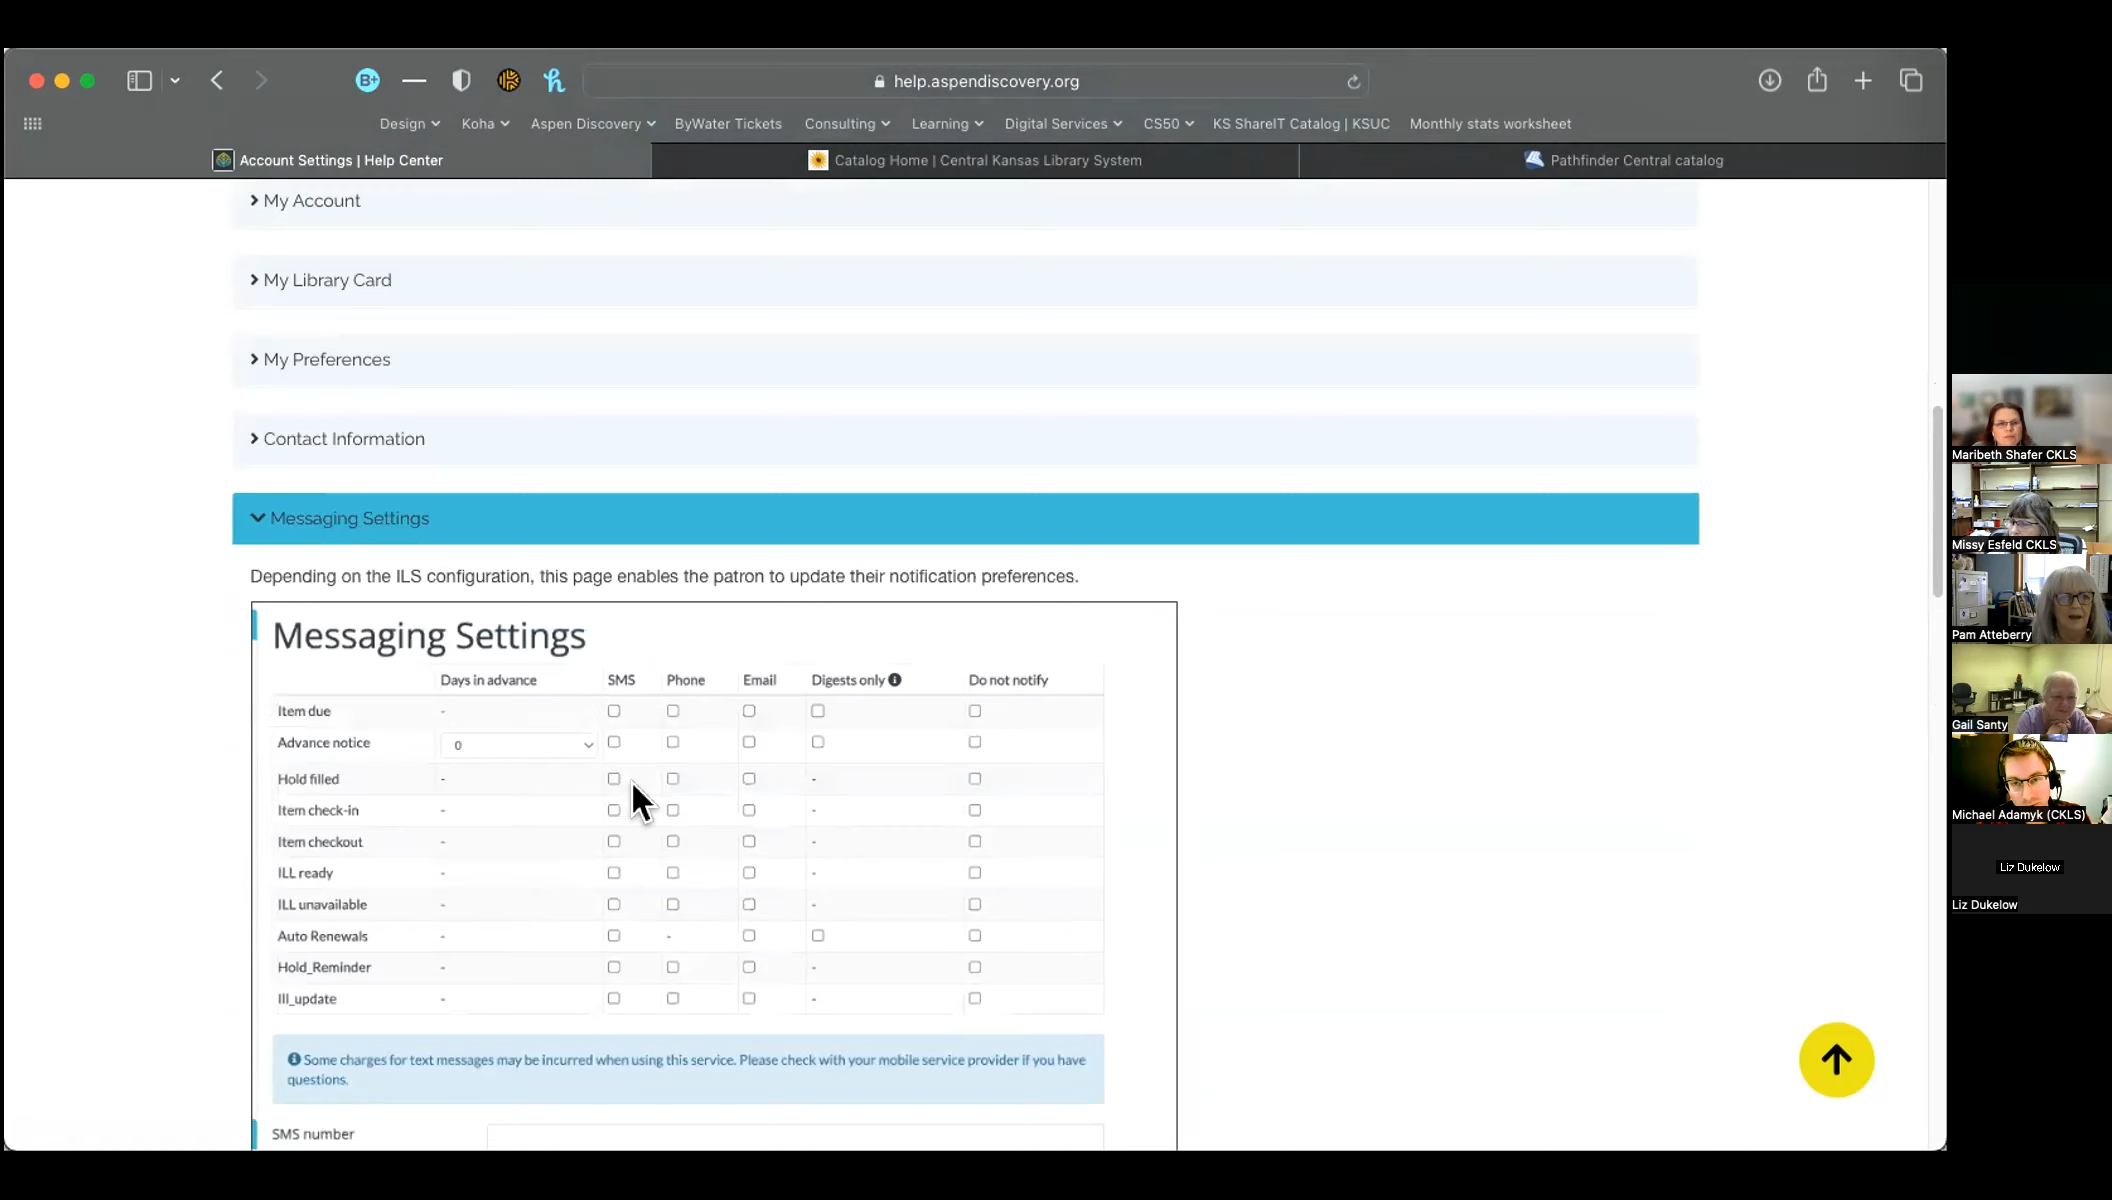 help.aspendiscovery.org
Design Koha Aspen Discovery ByWater Tickets Consulting Learning Digital Services CS50 KS ShareIT Catalog | KSUC Monthly stats worksheet
Account Settings | Help Center Catalog Home | Central Kansas Library System Pathfinder Central catalog
My Account
My Library Card
My Preferences
Contact Information
Messaging Settings
Depending on the ILS configuration, this page enables the patron to update their notification preferences.
Messaging Settings
Days in advance SMS Phone Email Digests only Do not notify
Item due -
Advance notice 0
Hold filled - -
Item check-in - -
Item checkout - -
ILL ready - -
ILL unavailable - -
Auto Renewals - -
Hold_Reminder - -
Ill_update - -
Some charges for text messages may be incurred when using this service. Please check with your mobile service provider if you have
questions.
SMS number
Maribeth Shafer CKLS
Missy Esfeld CKLS
Pam Atteberry
Gail Santy
Michael Adamyk (CKLS)
Liz Dukelow
Liz Dukelow